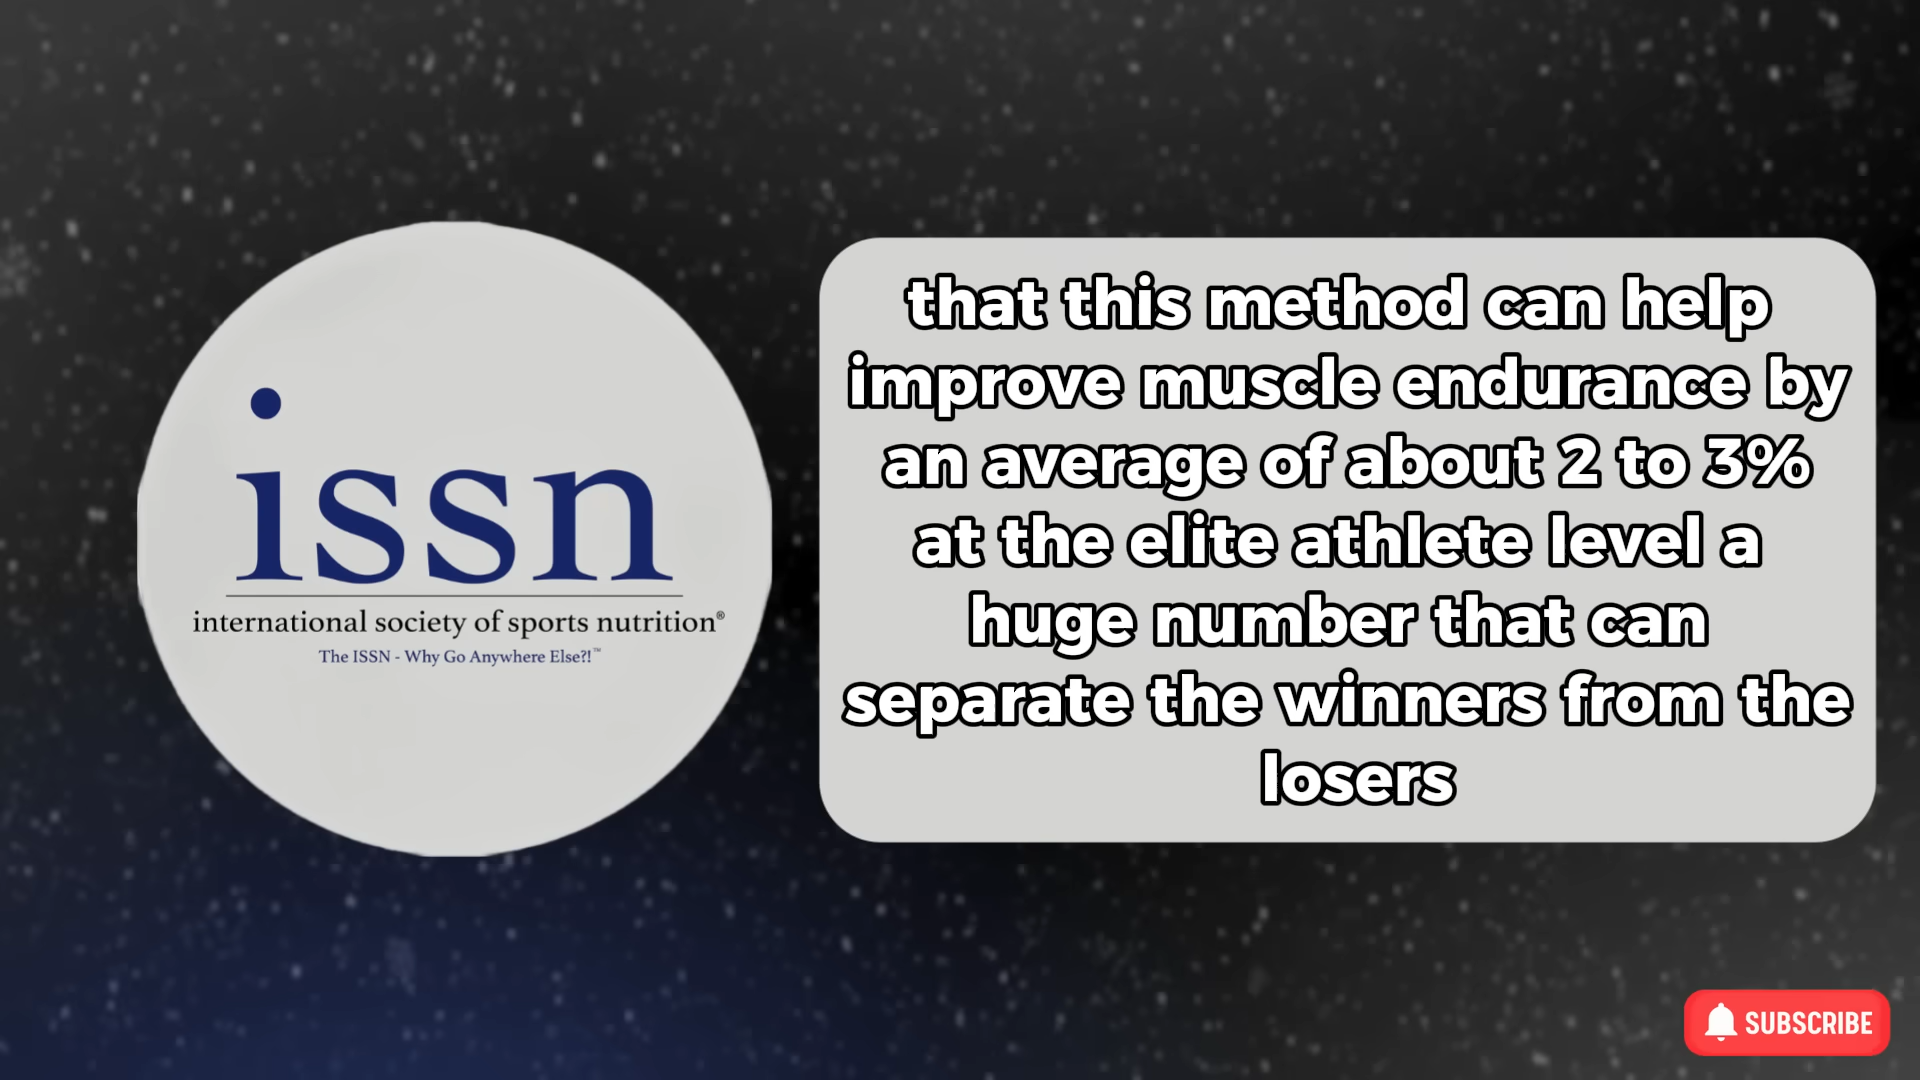 issn
international society of sports nutrition®
The ISSN - Why Go Anywhere Else?!™
that this method can help
improve muscle endurance by
an average of about 2 to 3%
at the elite athlete level a
huge number that can
separate the winners from the
losers
SUBSCRIBE